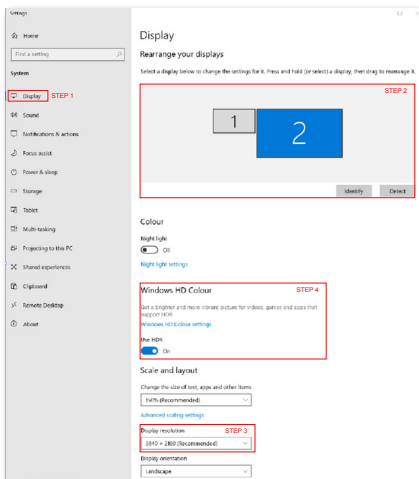 Settings
Home
Find a setting
System
Display
STEP 1
Sound
Notifications & actions
Focus assist
Power & sleep
Storage
Tablet
Multi-tasking
Projecting to this PC
Shared experiences
Clipboard
Remote Desktop
About
Display
Rearrange your displays
Select a display below to change the settings for it. Press and hold (or select) a display, then drag to rearrange it.
STEP 2
1
2
Identify
Detect
Colour
Night light
Off
Night light settings
Windows HD Colour
STEP 4
Get a brighter and more vibrant picture for videos, games and apps that
support HDR.
Windows HD Colour settings
Use HDR
On
Scale and layout
Change the size of text, apps and other items
(Recommended)
Advanced scaling settings
Display resolution
STEP 3
3840 × 2160 (Recommended)
Display orientation
Landscape